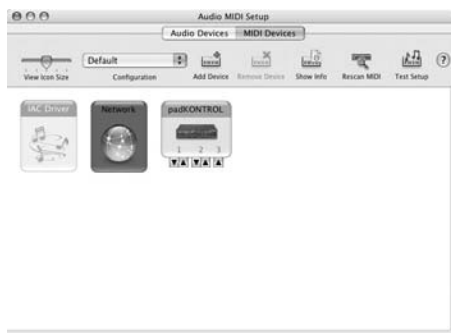 Audio MIDI Setup
Audio Devices MIDI Devices
Default
View Icon Size Configuration Add Device Remove Device Show Info Rescan MIDI Test Setup ?
IAC Driver Network padKONTROL
1 2 3